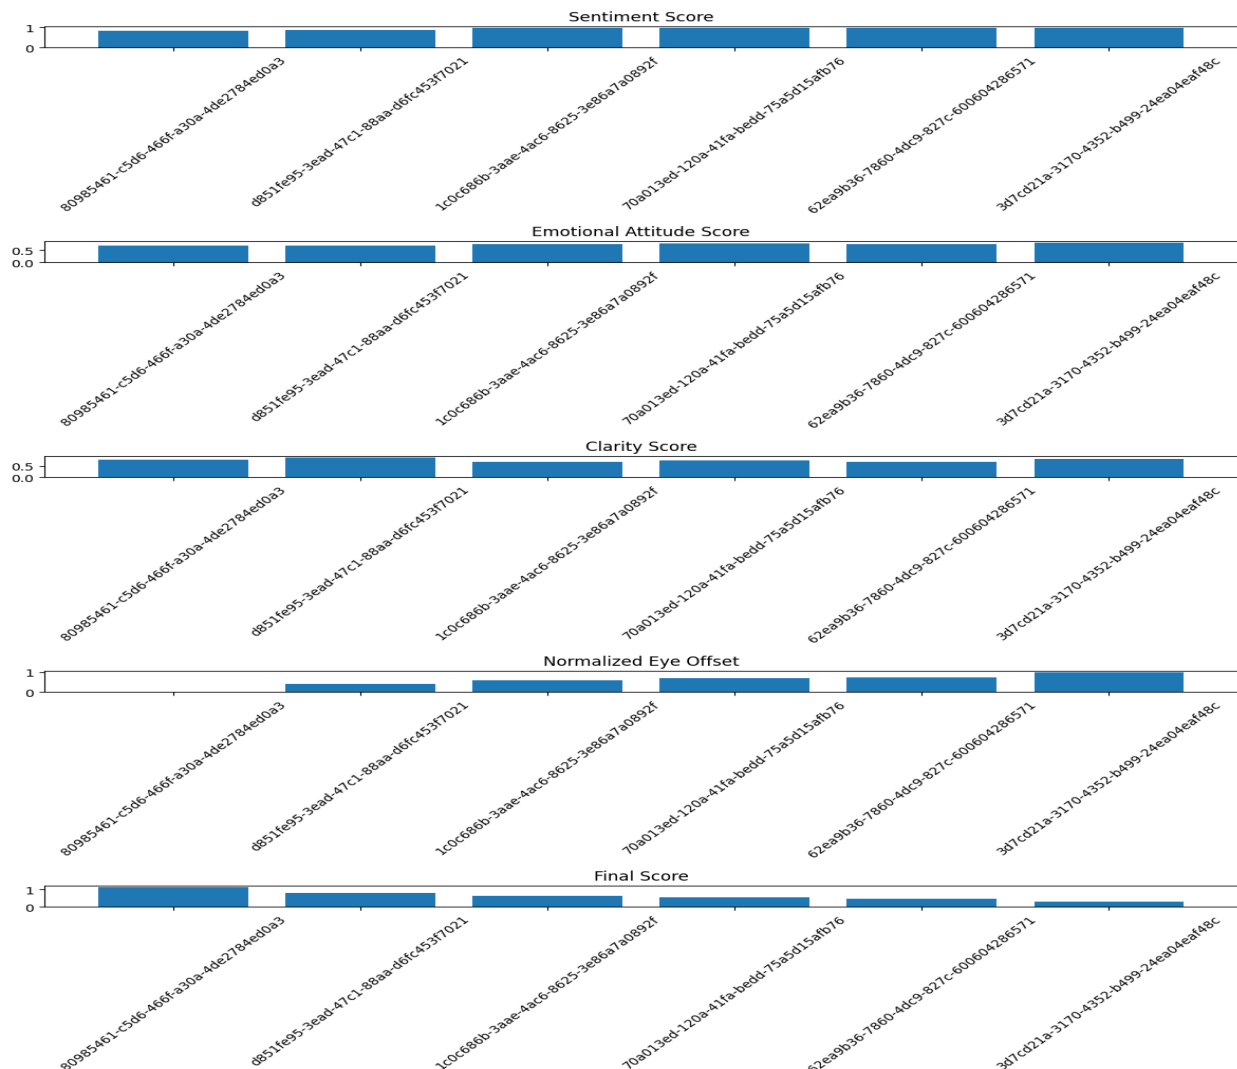 Sentiment Score
1
0
80985461-c5d6-466f-a30a-4de2784ed0a3
d851fe95-3ead-47c1-88aa-d6fc453f7021
1c0c686b-3aae-4ac6-8625-3e86a7a0892f
70a013ed-120a-41fa-bedd-75a5d15afb76
62ea9b36-7860-4dc9-827c-600604286571
3d7cd21a-3170-4352-b499-24ea04eaf48c
Emotional Attitude Score
0.5
0.0
80985461-c5d6-466f-a30a-4de2784ed0a3
d851fe95-3ead-47c1-88aa-d6fc453f7021
1c0c686b-3aae-4ac6-8625-3e86a7a0892f
70a013ed-120a-41fa-bedd-75a5d15afb76
62ea9b36-7860-4dc9-827c-600604286571
3d7cd21a-3170-4352-b499-24ea04eaf48c
Clarity Score
0.5
0.0
80985461-c5d6-466f-a30a-4de2784ed0a3
d851fe95-3ead-47c1-88aa-d6fc453f7021
1c0c686b-3aae-4ac6-8625-3e86a7a0892f
70a013ed-120a-41fa-bedd-75a5d15afb76
62ea9b36-7860-4dc9-827c-600604286571
3d7cd21a-3170-4352-b499-24ea04eaf48c
Normalized Eye Offset
1
0
80985461-c5d6-466f-a30a-4de2784ed0a3
d851fe95-3ead-47c1-88aa-d6fc453f7021
1c0c686b-3aae-4ac6-8625-3e86a7a0892f
70a013ed-120a-41fa-bedd-75a5d15afb76
62ea9b36-7860-4dc9-827c-600604286571
3d7cd21a-3170-4352-b499-24ea04eaf48c
Final Score
1
0
80985461-c5d6-466f-a30a-4de2784ed0a3
d851fe95-3ead-47c1-88aa-d6fc453f7021
1c0c686b-3aae-4ac6-8625-3e86a7a0892f
70a013ed-120a-41fa-bedd-75a5d15afb76
62ea9b36-7860-4dc9-827c-600604286571
3d7cd21a-3170-4352-b499-24ea04eaf48c